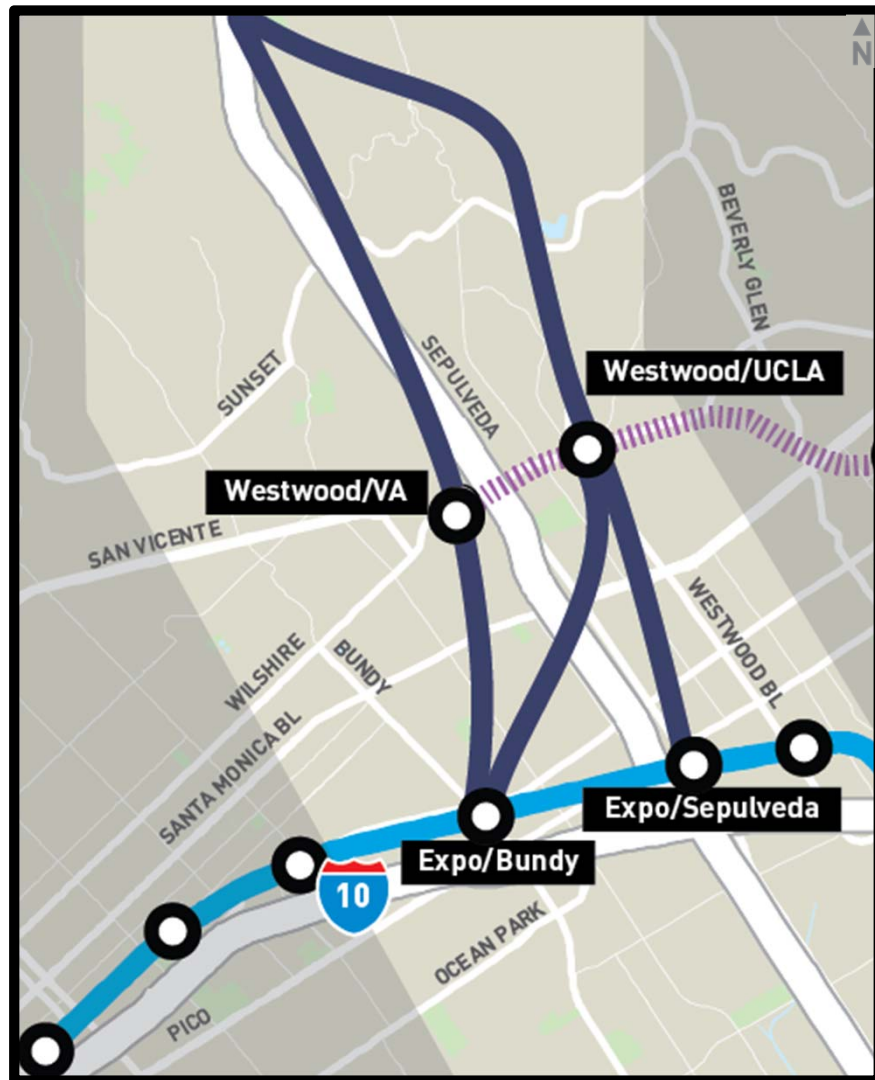 N
BEVERLY GLEN
SEPULVEDA
SUNSET
Westwood/UCLA
Westwood/VA
SAN VICENTE
WILSHIRE
BUNDY
WESTWOOD BL
SANTA MONICA BL
Expo/Sepulveda
Expo/Bundy
10
OCEAN PARK
PICO